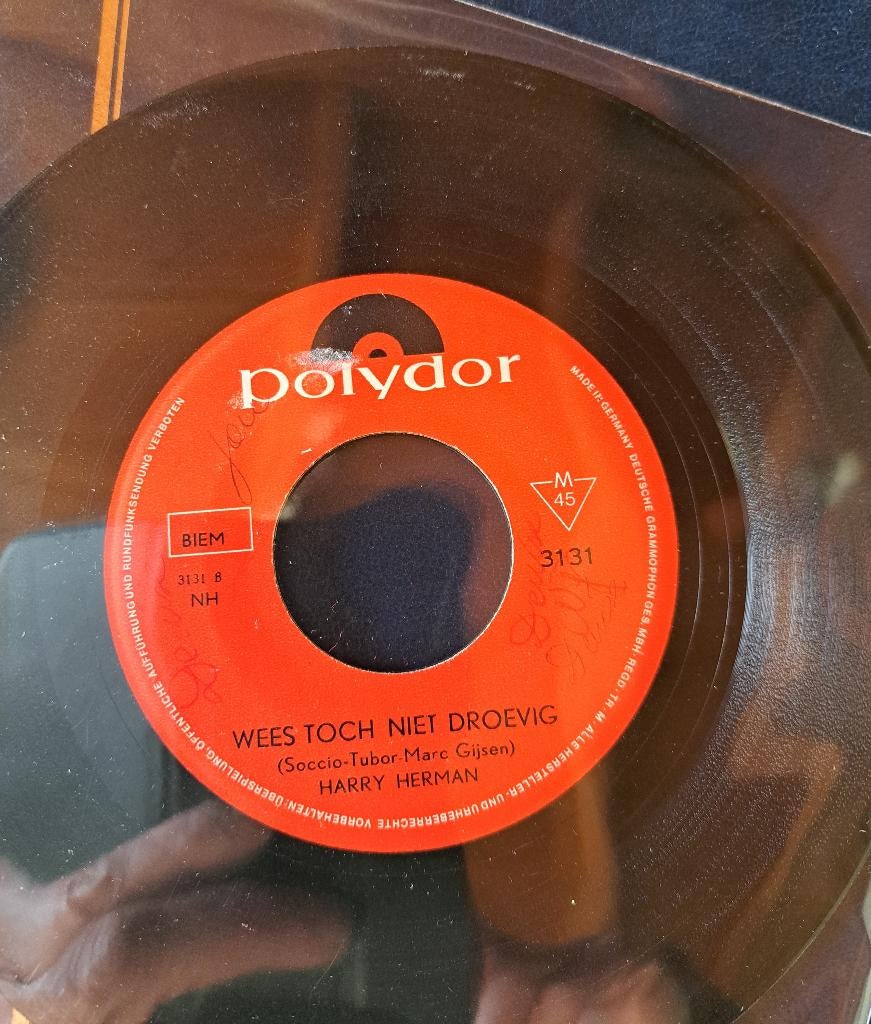 polydor
BIEM
3131 B
NH
M
45
3131
WEES TOCH NIET DROEVIG
(Soccio-Tubor-Marc Gijsen)
HARRY HERMAN
MADE IN GERMANY DEUTSCHE GRAMMOPHON GES. MBH · REGD · TR. M. ALLE HERSTELLER- UND URHEBERRECHTE VORBEHALTEN: ÜBERSPIELUNG, ÖFFENTLICHE AUFFÜHRUNG UND RUNDFUNKSENDUNG VERBOTEN